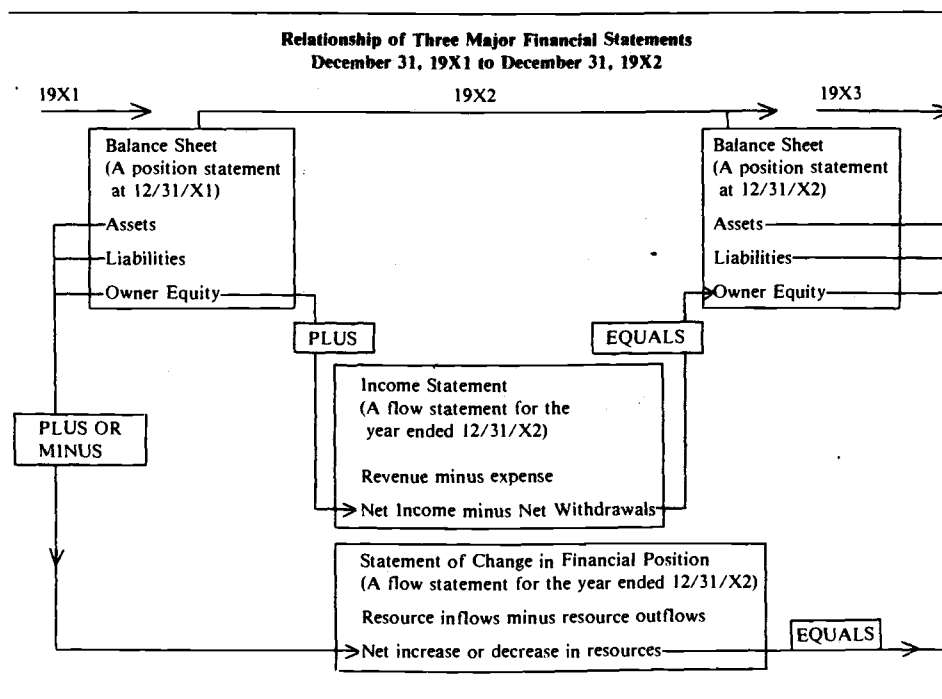 Relationship of Three Major Financial Statements
December 31, 19X1 to December 31, 19X2
19X1
19X2
19X3
Balance Sheet
(A position statement
at 12/31/X1)
Assets
Liabilities
Owner Equity
Balance Sheet
(A position statement
at 12/31/X2)
Assets
Liabilities
Owner Equity
PLUS
EQUALS
Income Statement
(A flow statement for the
year ended 12/31/X2)
Revenue minus expense
Net Income minus Net Withdrawals
PLUS OR
MINUS
Statement of Change in Financial Position
(A flow statement for the year ended 12/31/X2)
Resource inflows minus resource outflows
Net increase or decrease in resources
EQUALS